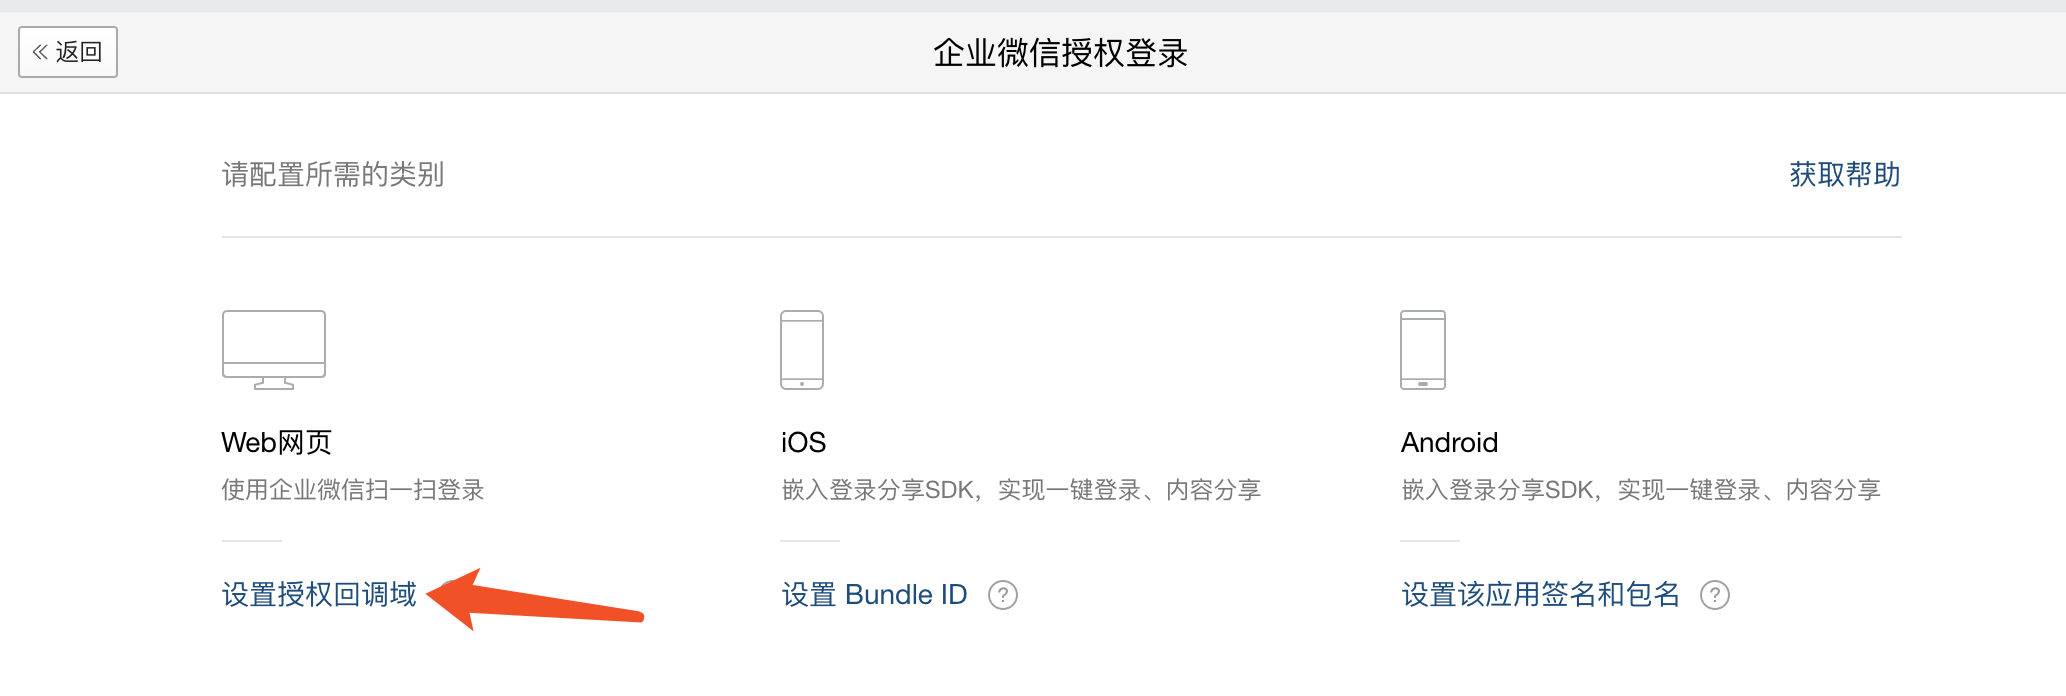 返回
企业微信授权登录
请配置所需的类别
获取帮助
Web网页
使用企业微信扫一扫登录
设置授权回调域
iOS
嵌入登录分享SDK，实现一键登录、内容分享
设置 Bundle ID ?
Android
嵌入登录分享SDK，实现一键登录、内容分享
设置该应用签名和包名 ?